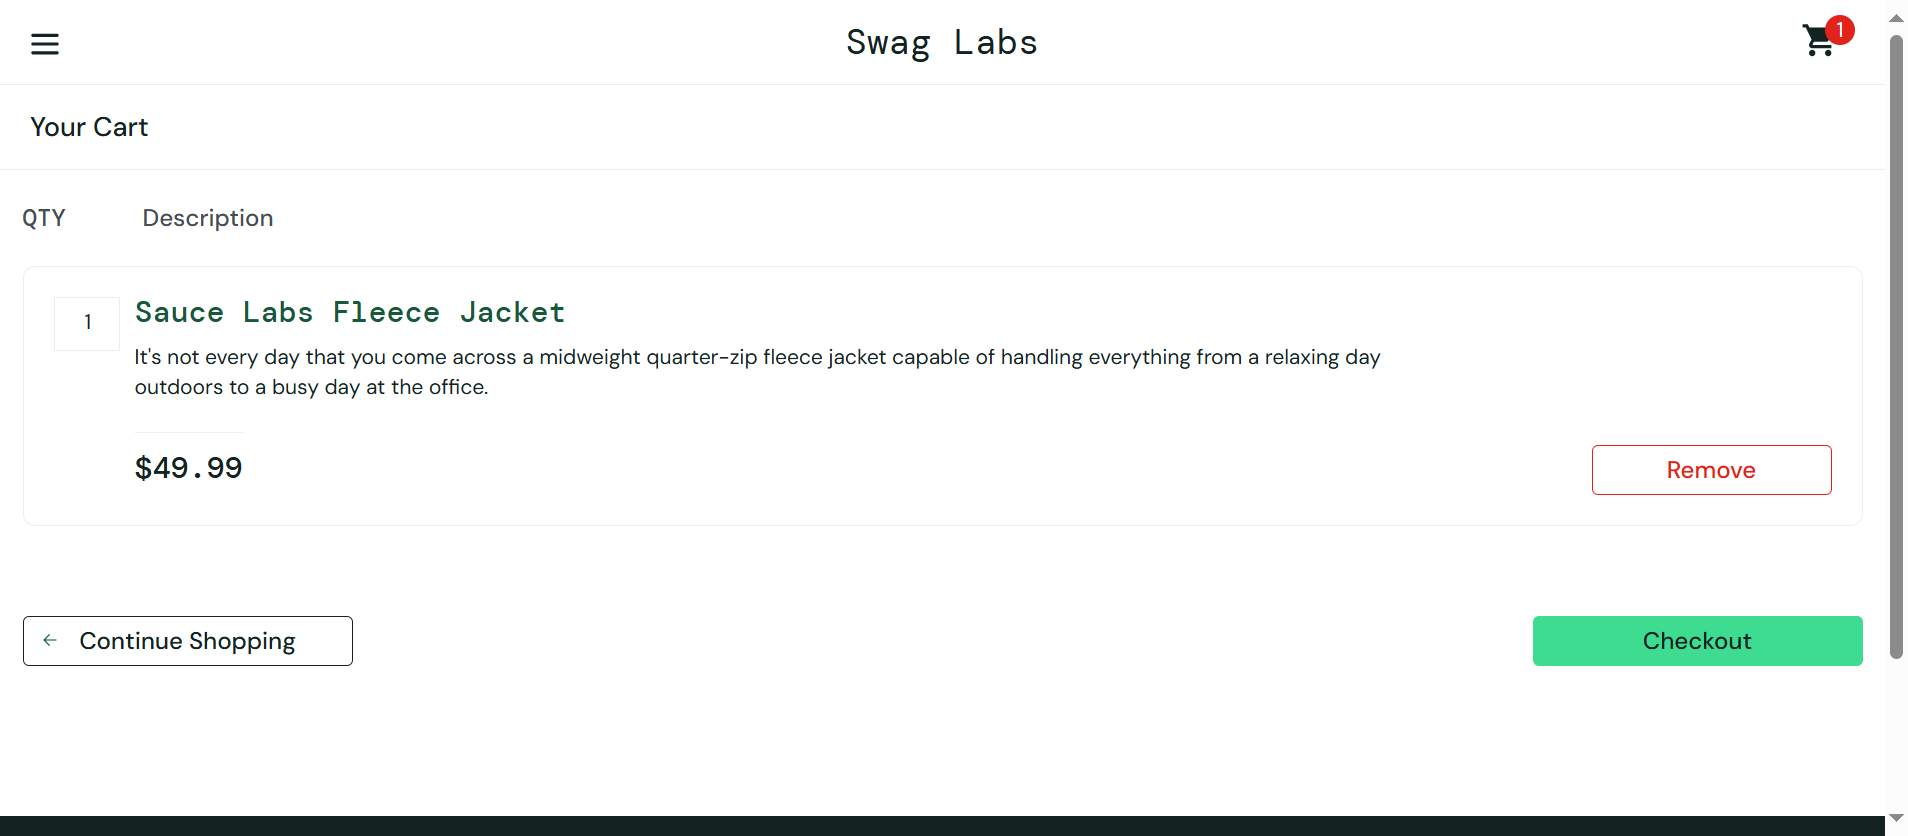 Swag Labs
1
Your Cart
QTY Description
1
Sauce Labs Fleece Jacket
It's not every day that you come across a midweight quarter-zip fleece jacket capable of handling everything from a relaxing day
outdoors to a busy day at the office.
$49.99
Remove
Continue Shopping
Checkout